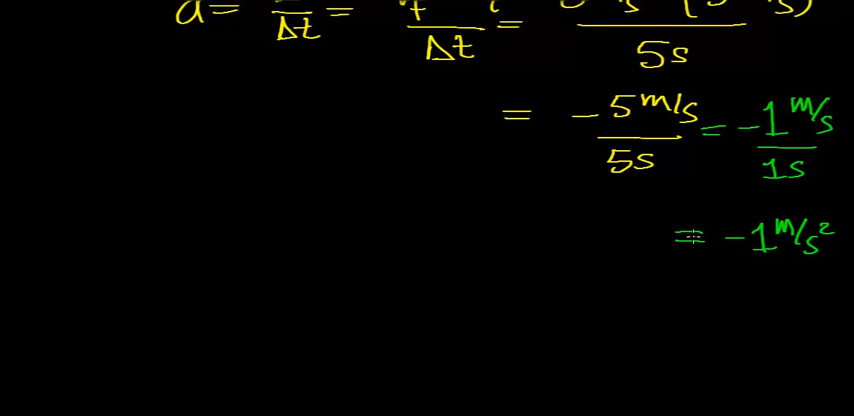 a = Δt = Δt = 5s
= -5 m/s / 5s = -1 m/s / 1s
= -1 m/s²